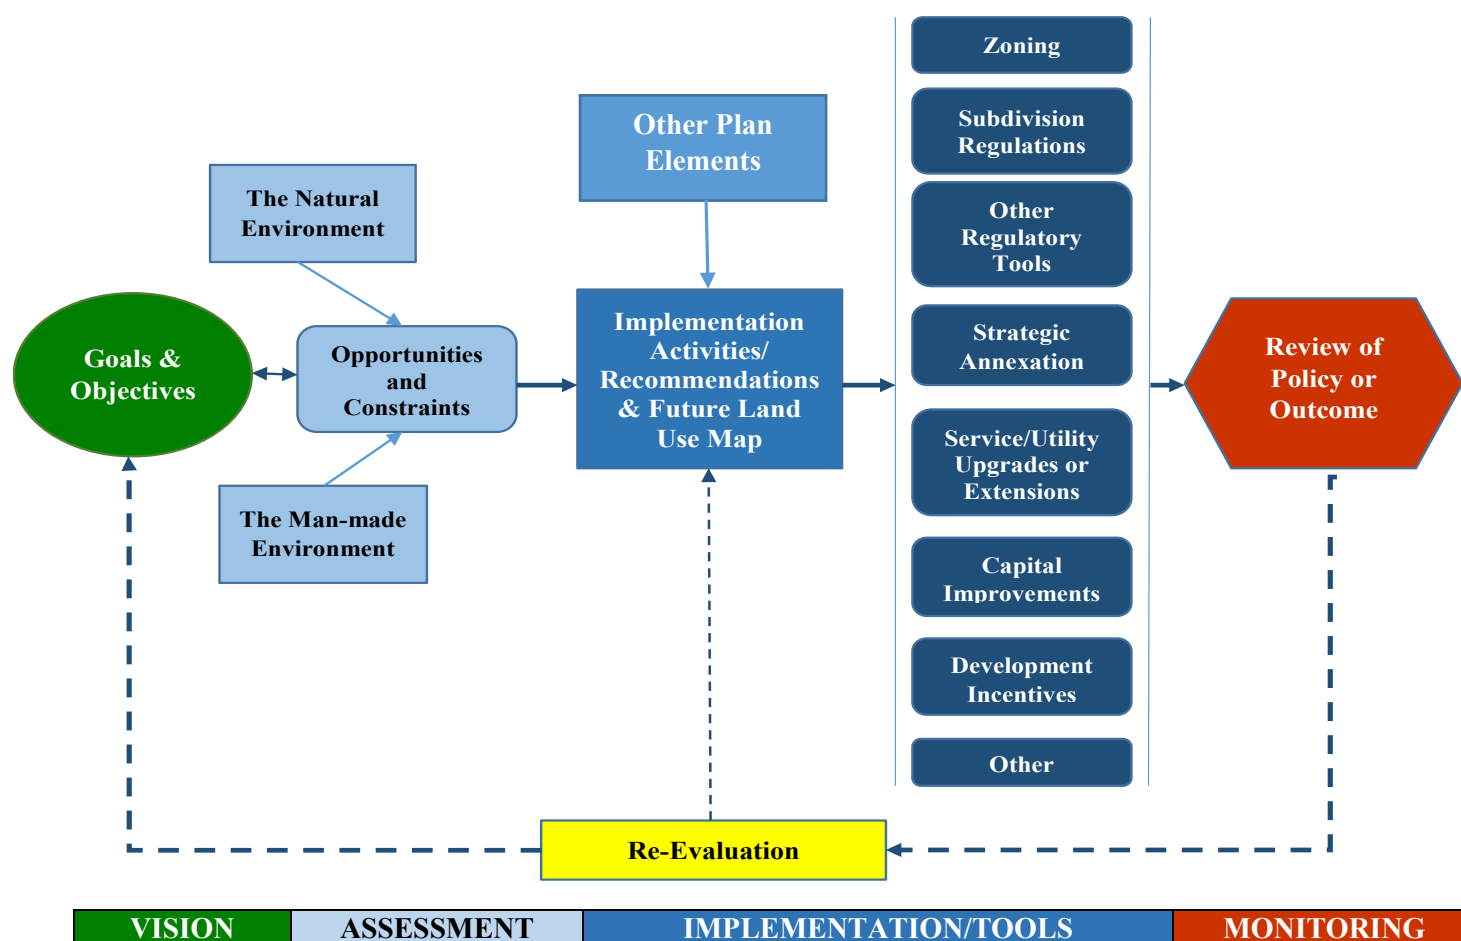 Zoning
Subdivision
Regulations
Other Plan
Elements
The Natural
Environment
Other
Regulatory
Tools
Goals &
Objectives
Opportunities
and
Constraints
Implementation
Activities/
Recommendations
& Future Land
Use Map
Strategic
Annexation
Review of
Policy or
Outcome
Service/Utility
Upgrades or
Extensions
The Man-made
Environment
Capital
Improvements
Development
Incentives
Other
Re-Evaluation
VISION
ASSESSMENT
IMPLEMENTATION/TOOLS
MONITORING